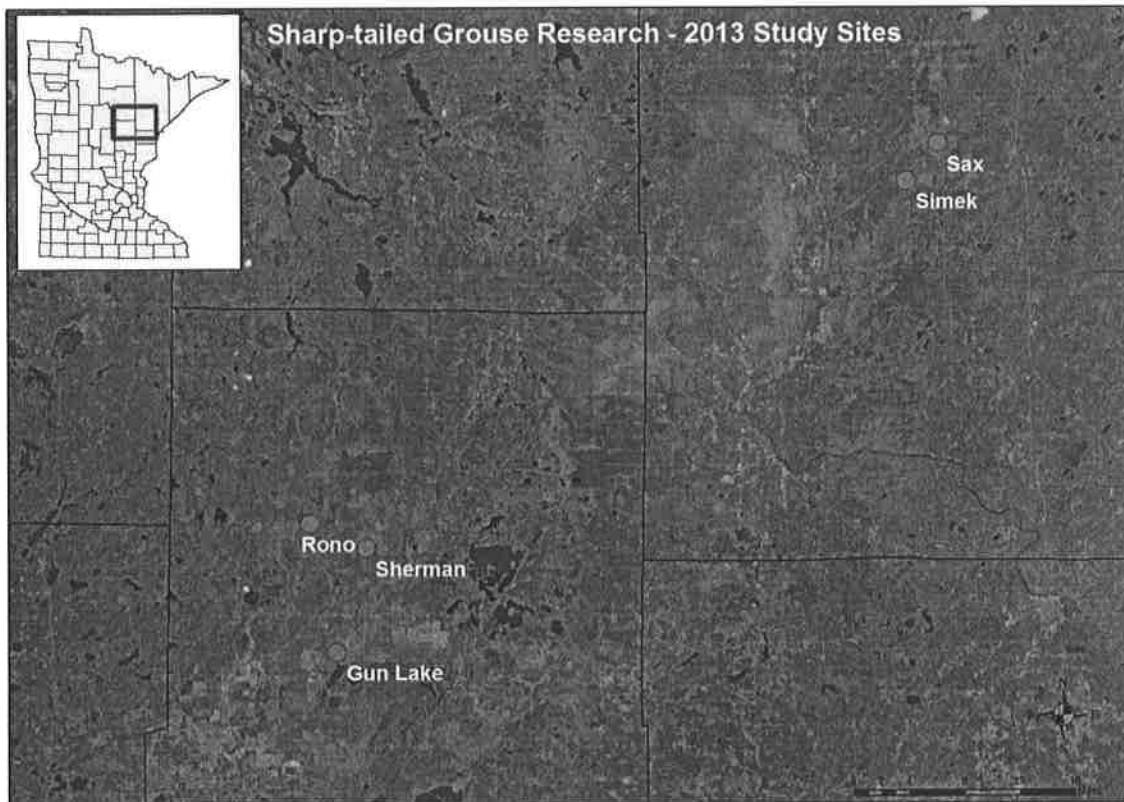 Sharp-tailed Grouse Research - 2013 Study Sites
Sax
Simek
Rono
Sherman
Gun Lake